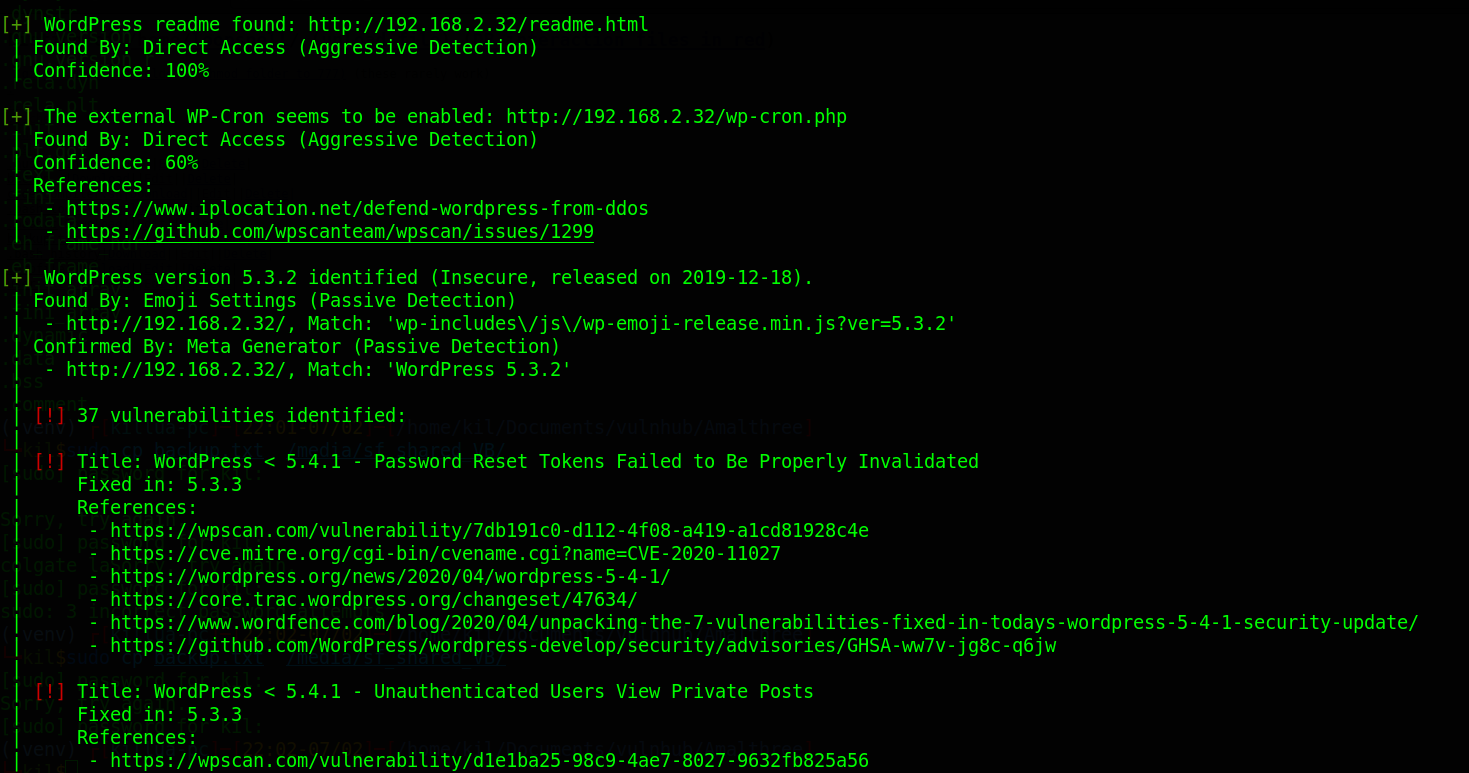 [+] WordPress readme found: http://192.168.2.32/readme.html
| Found By: Direct Access (Aggressive Detection)
| Confidence: 100%
[+] The external WP-Cron seems to be enabled: http://192.168.2.32/wp-cron.php
| Found By: Direct Access (Aggressive Detection)
| Confidence: 60%
| References:
|  - https://www.iplocation.net/defend-wordpress-from-ddos
|  - https://github.com/wpscanteam/wpscan/issues/1299
[+] WordPress version 5.3.2 identified (Insecure, released on 2019-12-18).
| Found By: Emoji Settings (Passive Detection)
|  - http://192.168.2.32/, Match: 'wp-includes\/js\/wp-emoji-release.min.js?ver=5.3.2'
| Confirmed By: Meta Generator (Passive Detection)
|  - http://192.168.2.32/, Match: 'WordPress 5.3.2'
|
| [!] 37 vulnerabilities identified:
|
| [!] Title: WordPress < 5.4.1 - Password Reset Tokens Failed to Be Properly Invalidated
|     Fixed in: 5.3.3
|     References:
|      - https://wpscan.com/vulnerability/7db191c0-d112-4f08-a419-a1cd81928c4e
|      - https://cve.mitre.org/cgi-bin/cvename.cgi?name=CVE-2020-11027
|      - https://wordpress.org/news/2020/04/wordpress-5-4-1/
|      - https://core.trac.wordpress.org/changeset/47634/
|      - https://www.wordfence.com/blog/2020/04/unpacking-the-7-vulnerabilities-fixed-in-todays-wordpress-5-4-1-security-update/
|      - https://github.com/WordPress/wordpress-develop/security/advisories/GHSA-ww7v-jg8c-q6jw
|
| [!] Title: WordPress < 5.4.1 - Unauthenticated Users View Private Posts
|     Fixed in: 5.3.3
|     References:
|      - https://wpscan.com/vulnerability/d1e1ba25-98c9-4ae7-8027-9632fb825a56